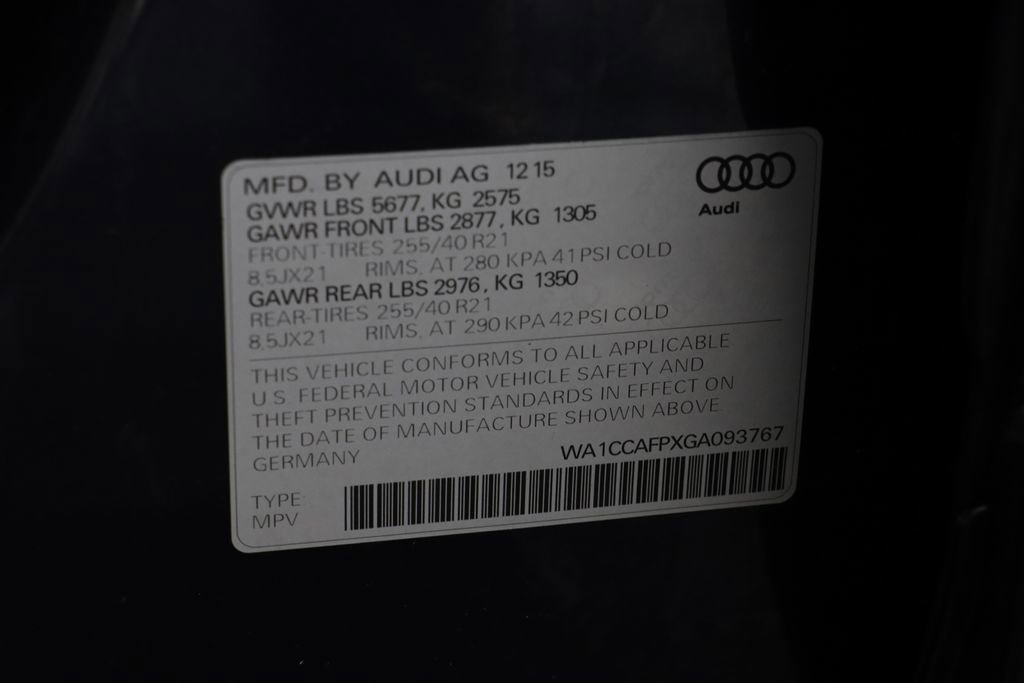 MFD. BY AUDI AG 12 15
GVWR LBS 5677, KG 2575
GAWR FRONT LBS 2877, KG 1305
FRONT-TIRES 255/40 R21
8,5JX21 RIMS, AT 280 KPA 41 PSI COLD
GAWR REAR LBS 2976, KG 1350
REAR-TIRES 255/40 R21
8,5JX21 RIMS, AT 290 KPA 42 PSI COLD
Audi
THIS VEHICLE CONFORMS TO ALL APPLICABLE
U.S. FEDERAL MOTOR VEHICLE SAFETY AND
THEFT PREVENTION STANDARDS IN EFFECT ON
THE DATE OF MANUFACTURE SHOWN ABOVE.
GERMANY
WA1CCAFPXGA093767
TYPE:
MPV